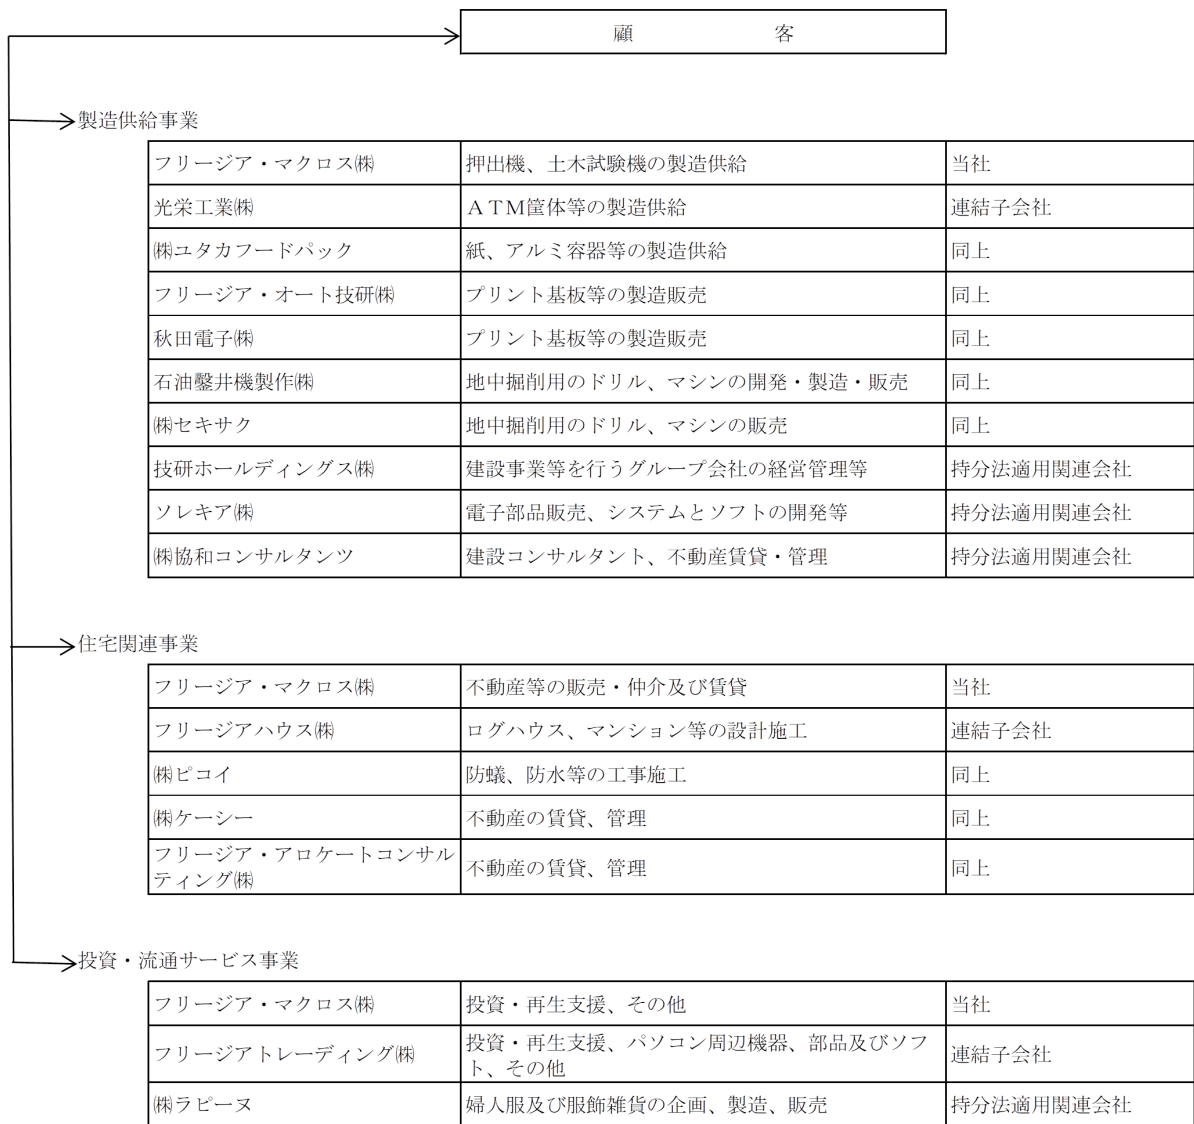 顧　客
製造供給事業
フリージア・マクロス㈱ 押出機、土木試験機の製造供給 当社
光栄工業㈱ ＡＴＭ筐体等の製造供給 連結子会社
㈱ユタカフードパック 紙、アルミ容器等の製造供給 同上
フリージア・オート技研㈱ プリント基板等の製造販売 同上
秋田電子㈱ プリント基板等の製造販売 同上
石油鑿井機製作㈱ 地中掘削用のドリル、マシンの開発・製造・販売 同上
㈱セキサク 地中掘削用のドリル、マシンの販売 同上
技研ホールディングス㈱ 建設事業等を行うグループ会社の経営管理等 持分法適用関連会社
ソレキア㈱ 電子部品販売、システムとソフトの開発等 持分法適用関連会社
㈱協和コンサルタンツ 建設コンサルタント、不動産賃貸・管理 持分法適用関連会社
住宅関連事業
フリージア・マクロス㈱ 不動産等の販売・仲介及び賃貸 当社
フリージアハウス㈱ ログハウス、マンション等の設計施工 連結子会社
㈱ピコイ 防蟻、防水等の工事施工 同上
㈱ケーシー 不動産の賃貸、管理 同上
フリージア・アロケートコンサル
ティング㈱ 不動産の賃貸、管理 同上
投資・流通サービス事業
フリージア・マクロス㈱ 投資・再生支援、その他 当社
フリージアトレーディング㈱ 投資・再生支援、パソコン周辺機器、部品及びソフ
ト、その他 連結子会社
㈱ラピーヌ 婦人服及び服飾雑貨の企画、製造、販売 持分法適用関連会社